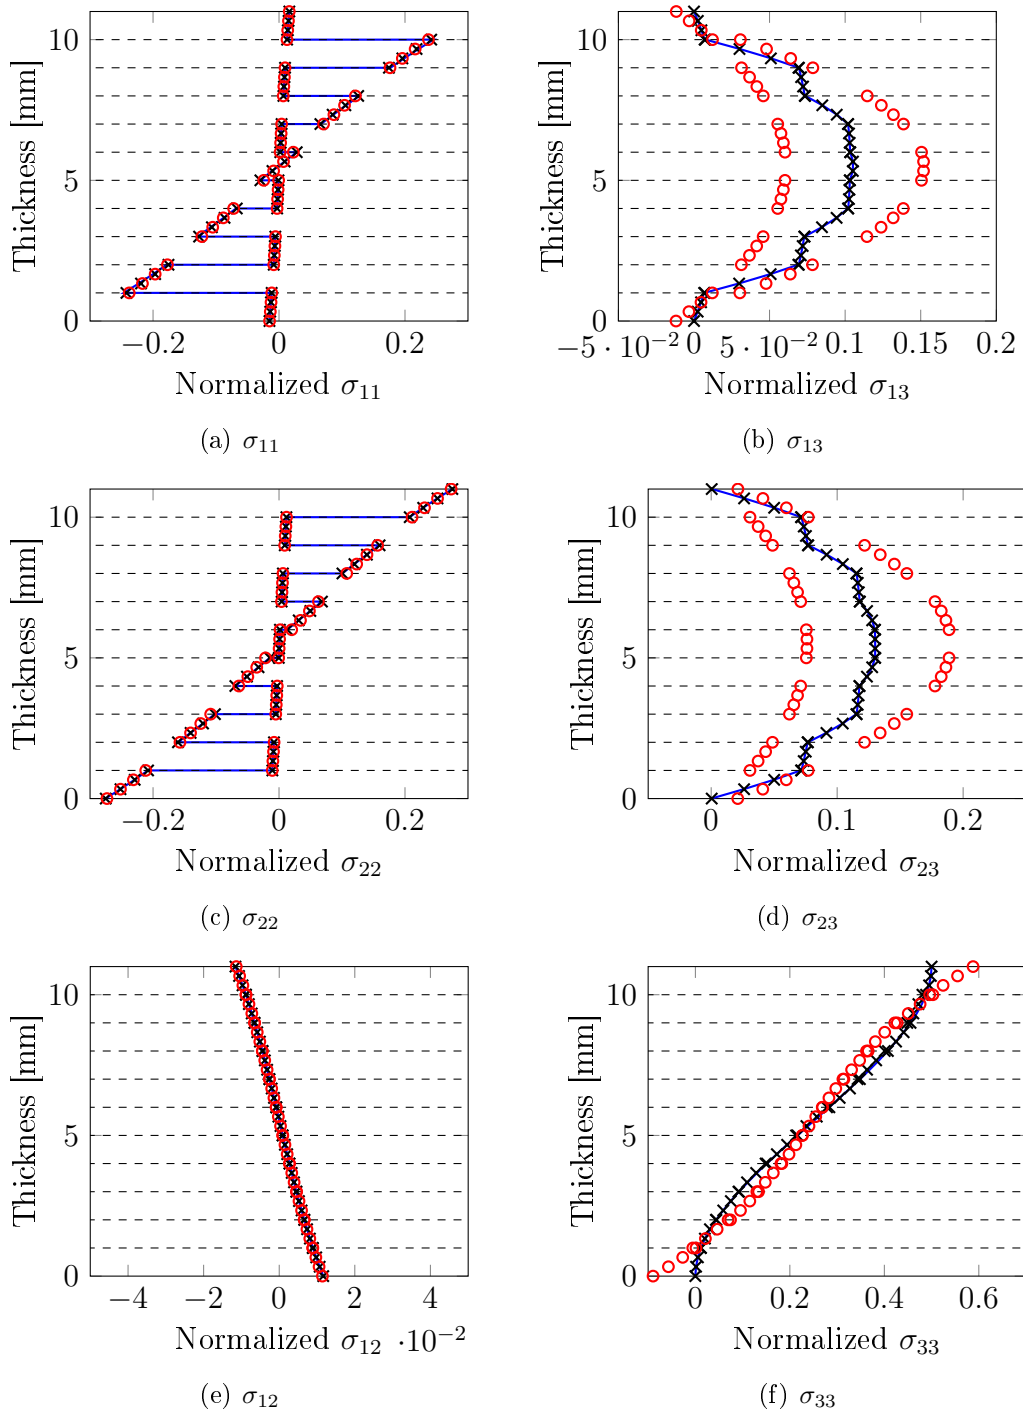 10
5
0
Thickness [mm]
−0.2 0 0.2
Normalized σ11
(a) σ11
10
5
0
Thickness [mm]
−5 · 10−2 0 5 · 10−2 0.1 0.15 0.2
Normalized σ13
(b) σ13
10
5
0
Thickness [mm]
−0.2 0 0.2
Normalized σ22
(c) σ22
10
5
0
Thickness [mm]
0 0.1 0.2
Normalized σ23
(d) σ23
10
5
0
Thickness [mm]
−4 −2 0 2 4
Normalized σ12 ·10−2
(e) σ12
10
5
0
Thickness [mm]
0 0.2 0.4 0.6
Normalized σ33
(f) σ33